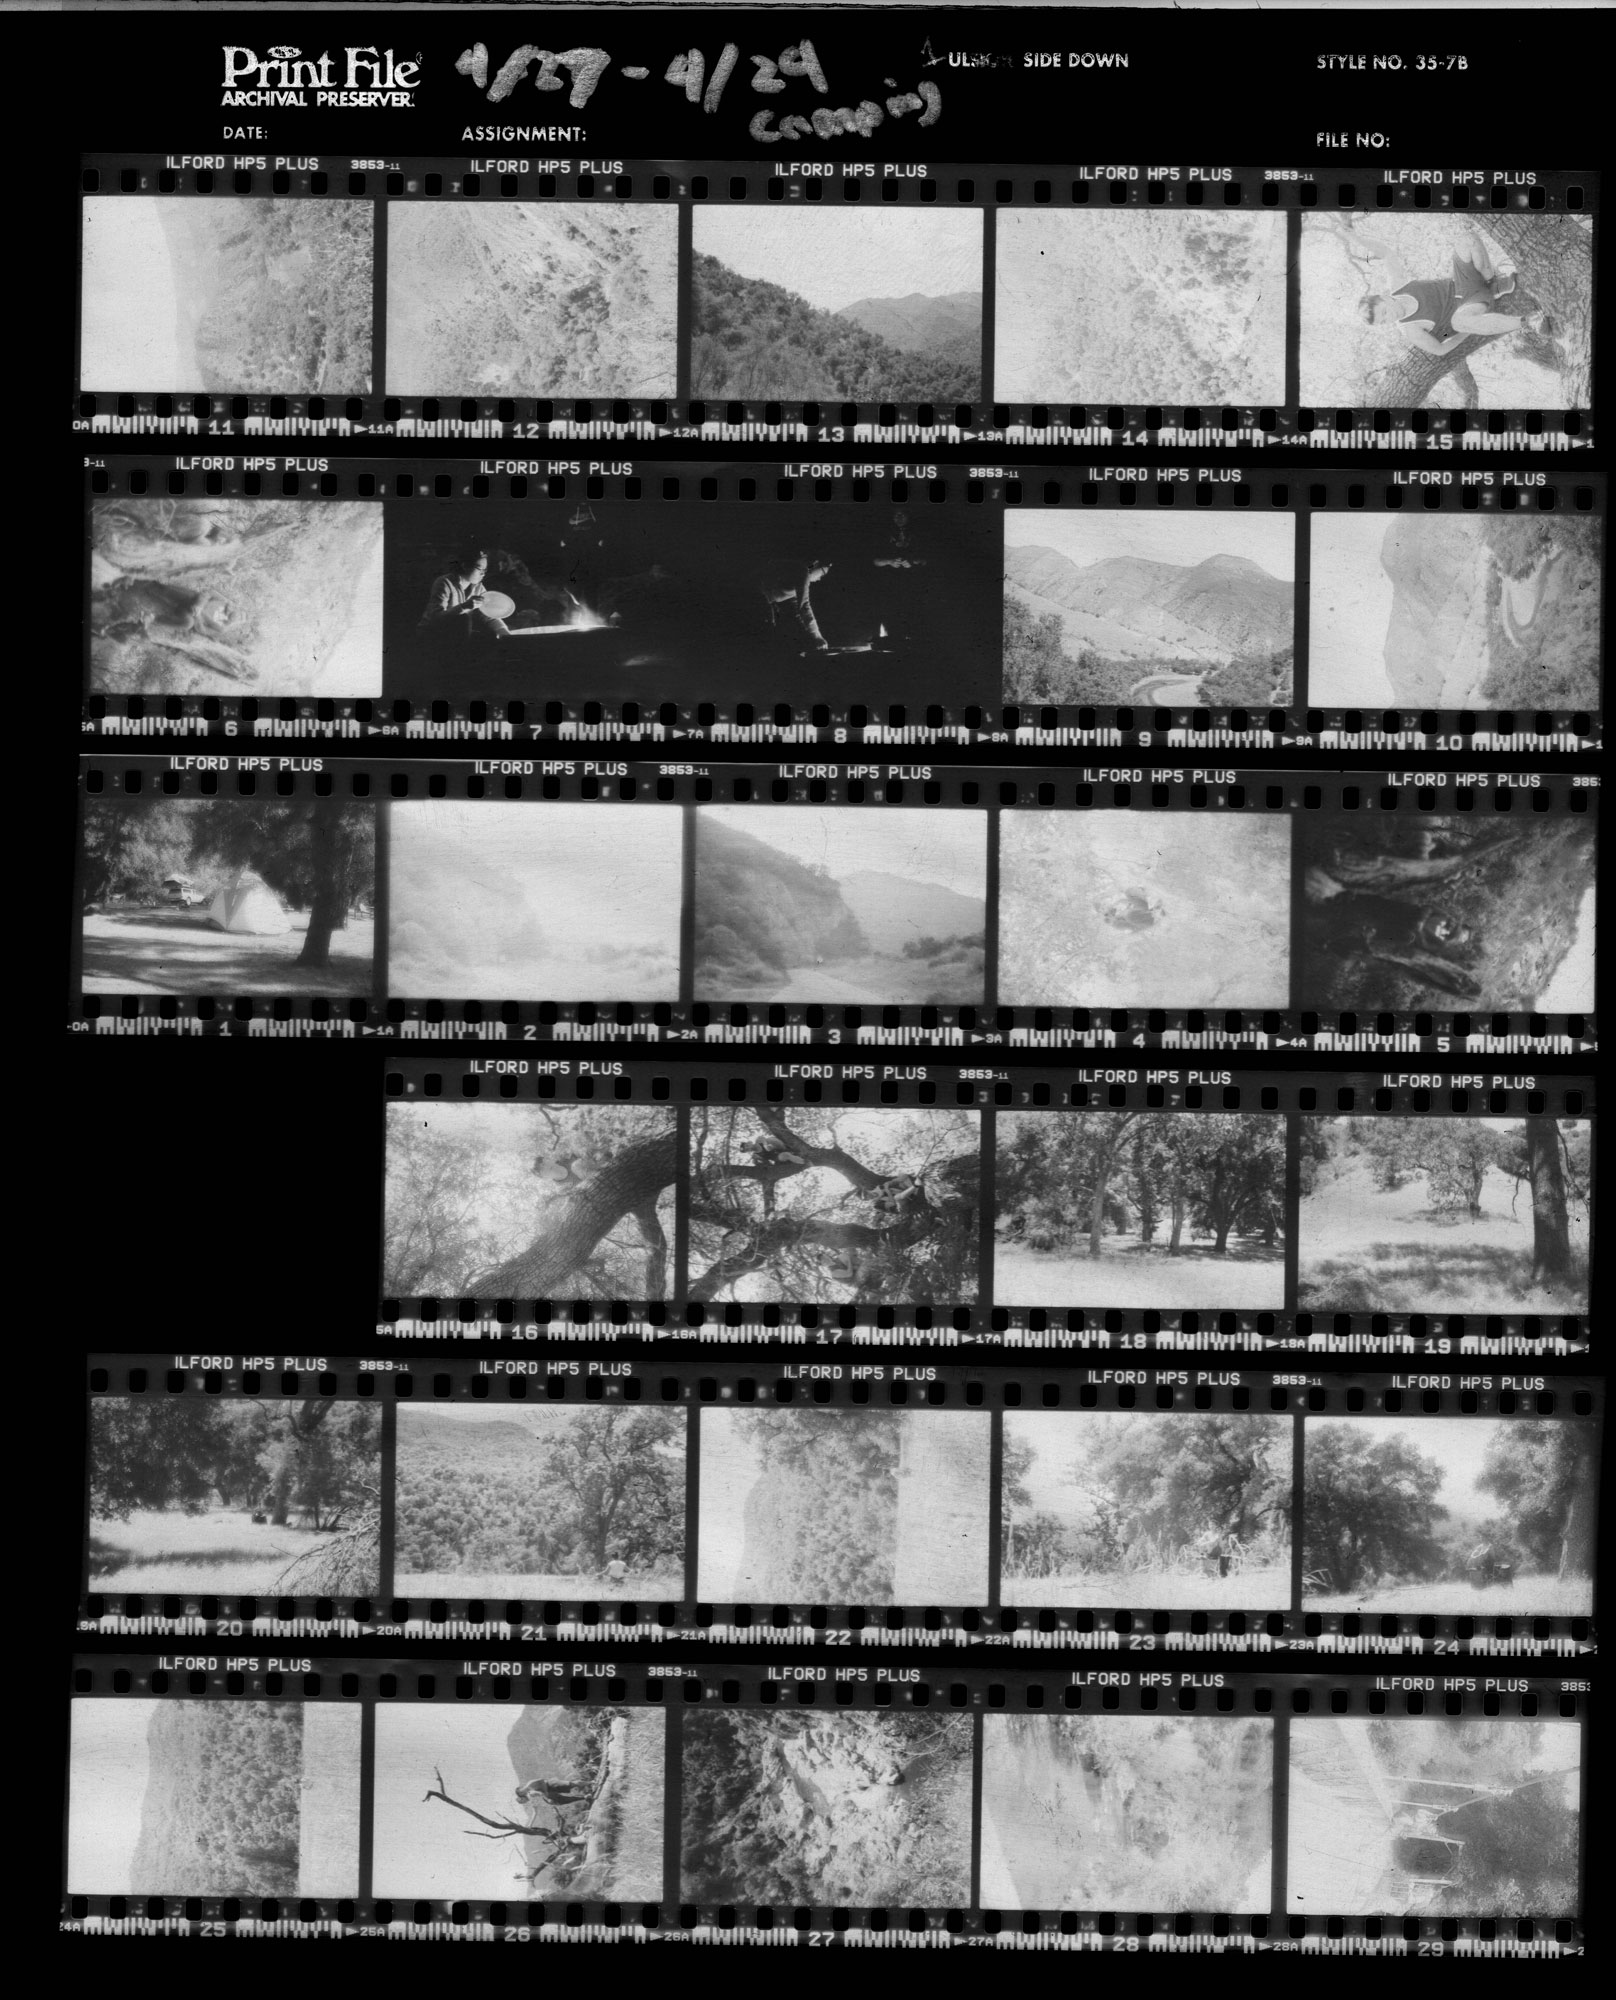 Print File
ARCHIVAL PRESERVER
4/27 - 4/29
camping
SIDE DOWN
STYLE NO. 35-7B
DATE:
ASSIGNMENT:
FILE NO:
ILFORD HP5 PLUS 3853-11 ILFORD HP5 PLUS ILFORD HP5 PLUS ILFORD HP5 PLUS 3853-11 ILFORD HP5 PLUS
0A 11 11A 12 12A 13 13A 14 14A 15
3-11 ILFORD HP5 PLUS ILFORD HP5 PLUS ILFORD HP5 PLUS 3853-11 ILFORD HP5 PLUS ILFORD HP5 PLUS
5A 6 6A 7 7A 8 8A 9 9A 10
ILFORD HP5 PLUS ILFORD HP5 PLUS 3853-11 ILFORD HP5 PLUS ILFORD HP5 PLUS ILFORD HP5 PLUS 385
0A 1 1A 2 2A 3 3A 4 4A 5
ILFORD HP5 PLUS ILFORD HP5 PLUS 3853-11 ILFORD HP5 PLUS ILFORD HP5 PLUS
5A 16 16A 17 17A 18 18A 19
ILFORD HP5 PLUS 3853-11 ILFORD HP5 PLUS ILFORD HP5 PLUS ILFORD HP5 PLUS 3853-11 ILFORD HP5 PLUS
20 20A 21 21A 22 22A 23 23A 24
ILFORD HP5 PLUS ILFORD HP5 PLUS 3853-11 ILFORD HP5 PLUS ILFORD HP5 PLUS ILFORD HP5 PLUS 385
24A 25 25A 26 26A 27 27A 28 28A 29